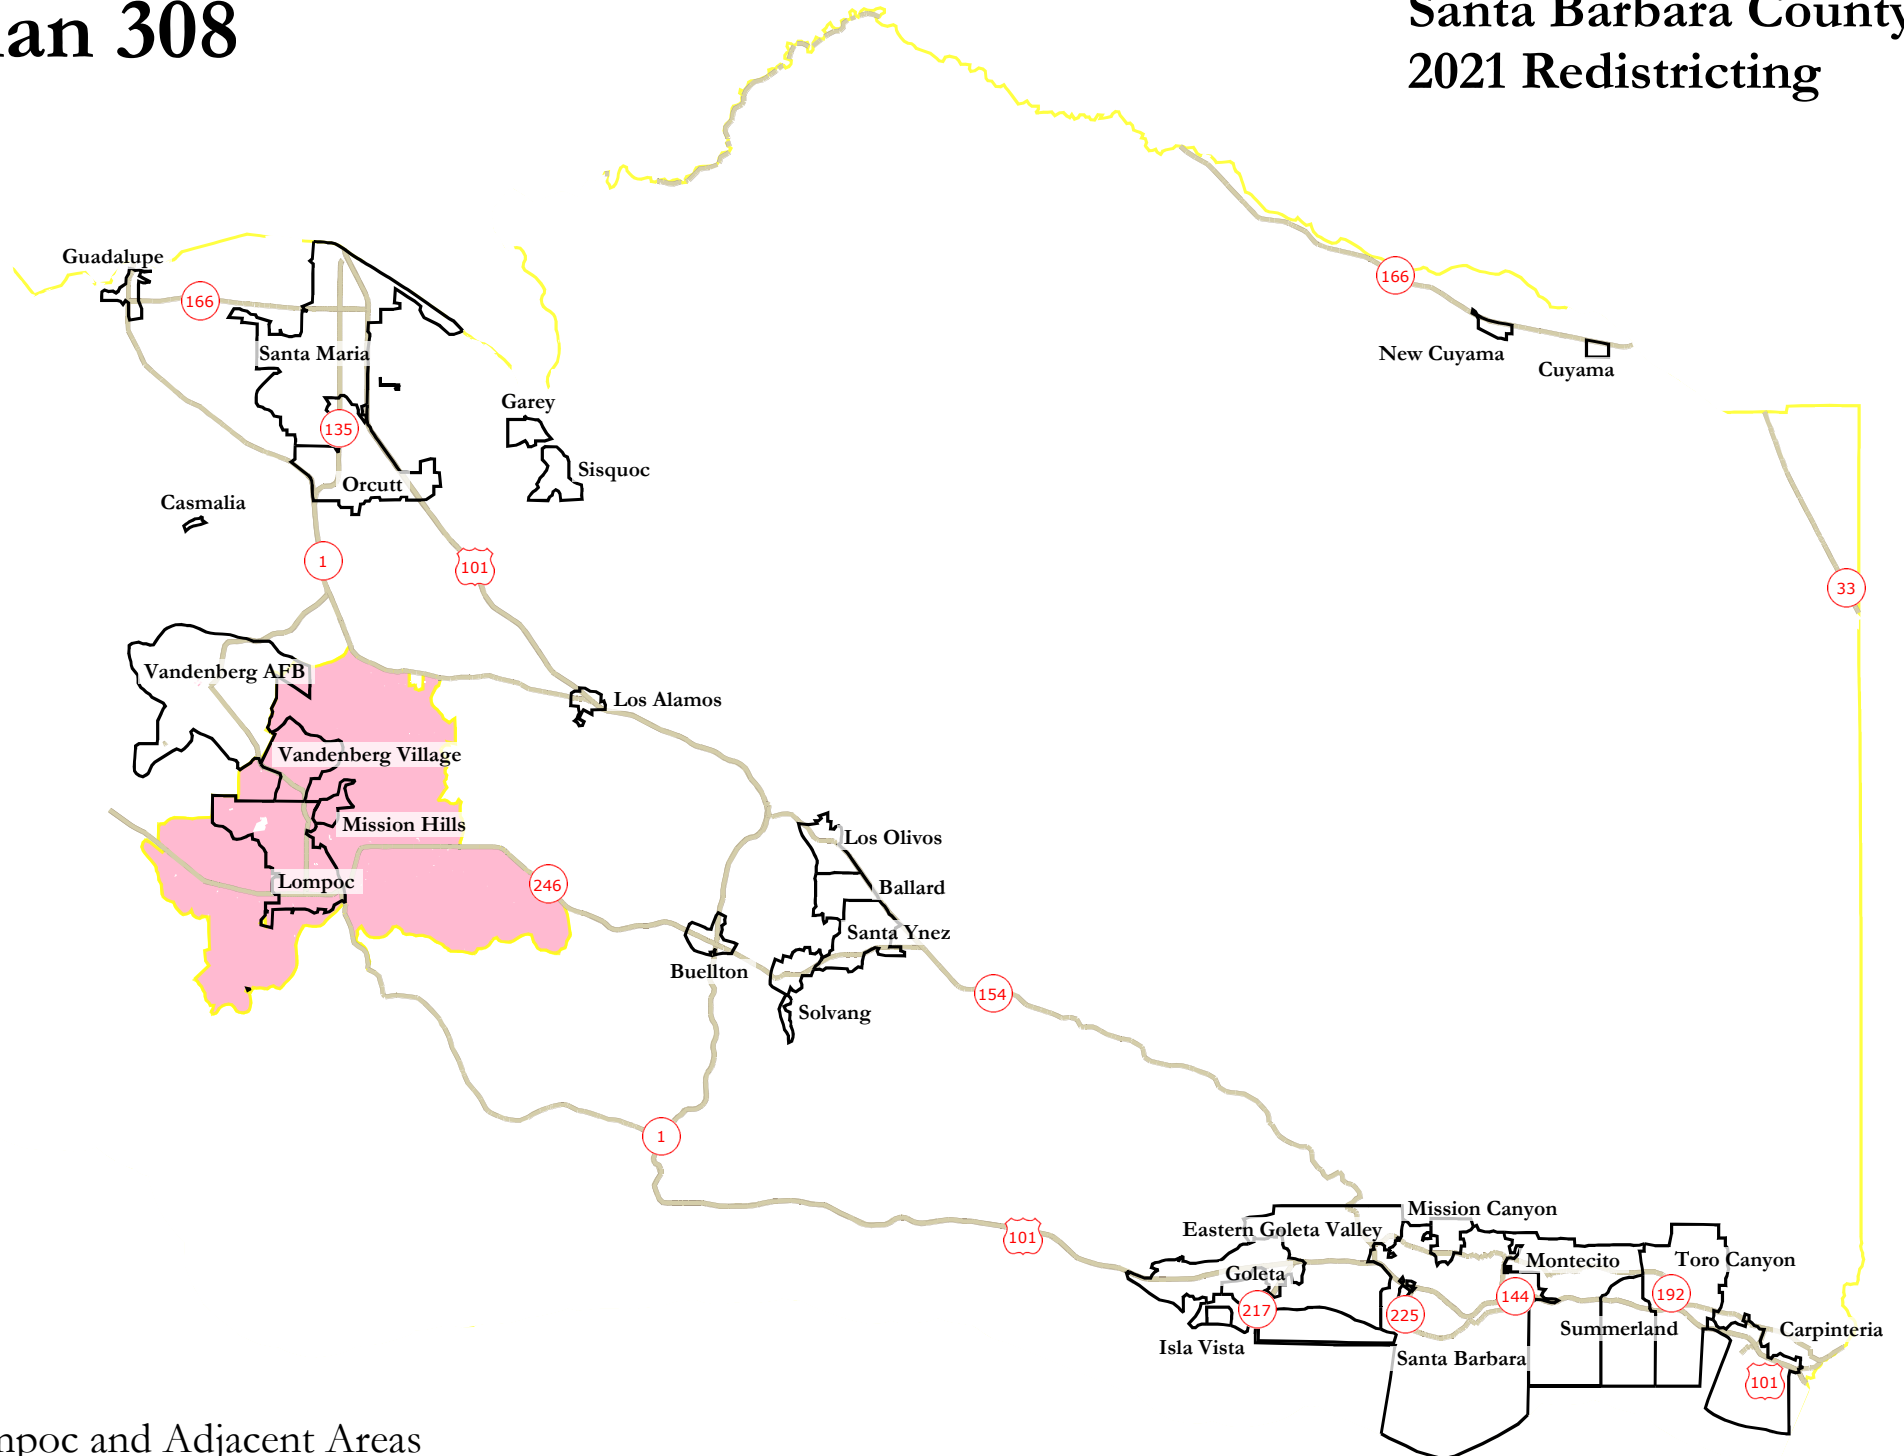 an 308
Santa Barbara County
2021 Redistricting
Guadalupe
166
166
Santa Maria
New Cuyama
Cuyama
Garey
135
Sisquoc
Orcutt
Casmalia
1
101
33
Vandenberg AFB
Los Alamos
Vandenberg Village
Mission Hills
Los Olivos
Lompoc
246
Ballard
Santa Ynez
Buellton
154
Solvang
1
Mission Canyon
Eastern Goleta Valley
101
Montecito
Toro Canyon
Goleta
144
192
217
225
Summerland
Carpinteria
Isla Vista
Santa Barbara
101
mpoc and Adjacent Areas